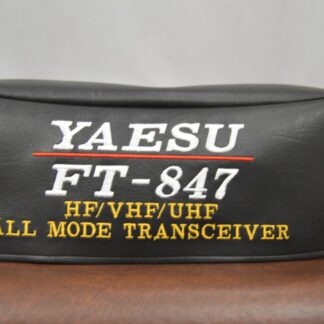 YAESU
FT-847
HF/VHF/UHF
ALL MODE TRANSCEIVER